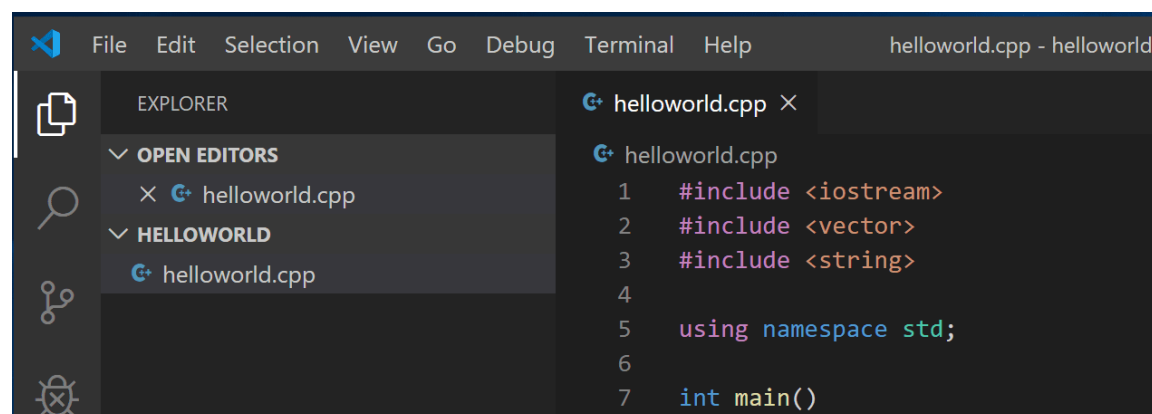 File Edit Selection View Go Debug Terminal Help helloworld.cpp - helloworld
EXPLORER
OPEN EDITORS
helloworld.cpp
HELLOWORLD
helloworld.cpp
helloworld.cpp
helloworld.cpp
1 #include <iostream>
2 #include <vector>
3 #include <string>
4
5 using namespace std;
6
7 int main()